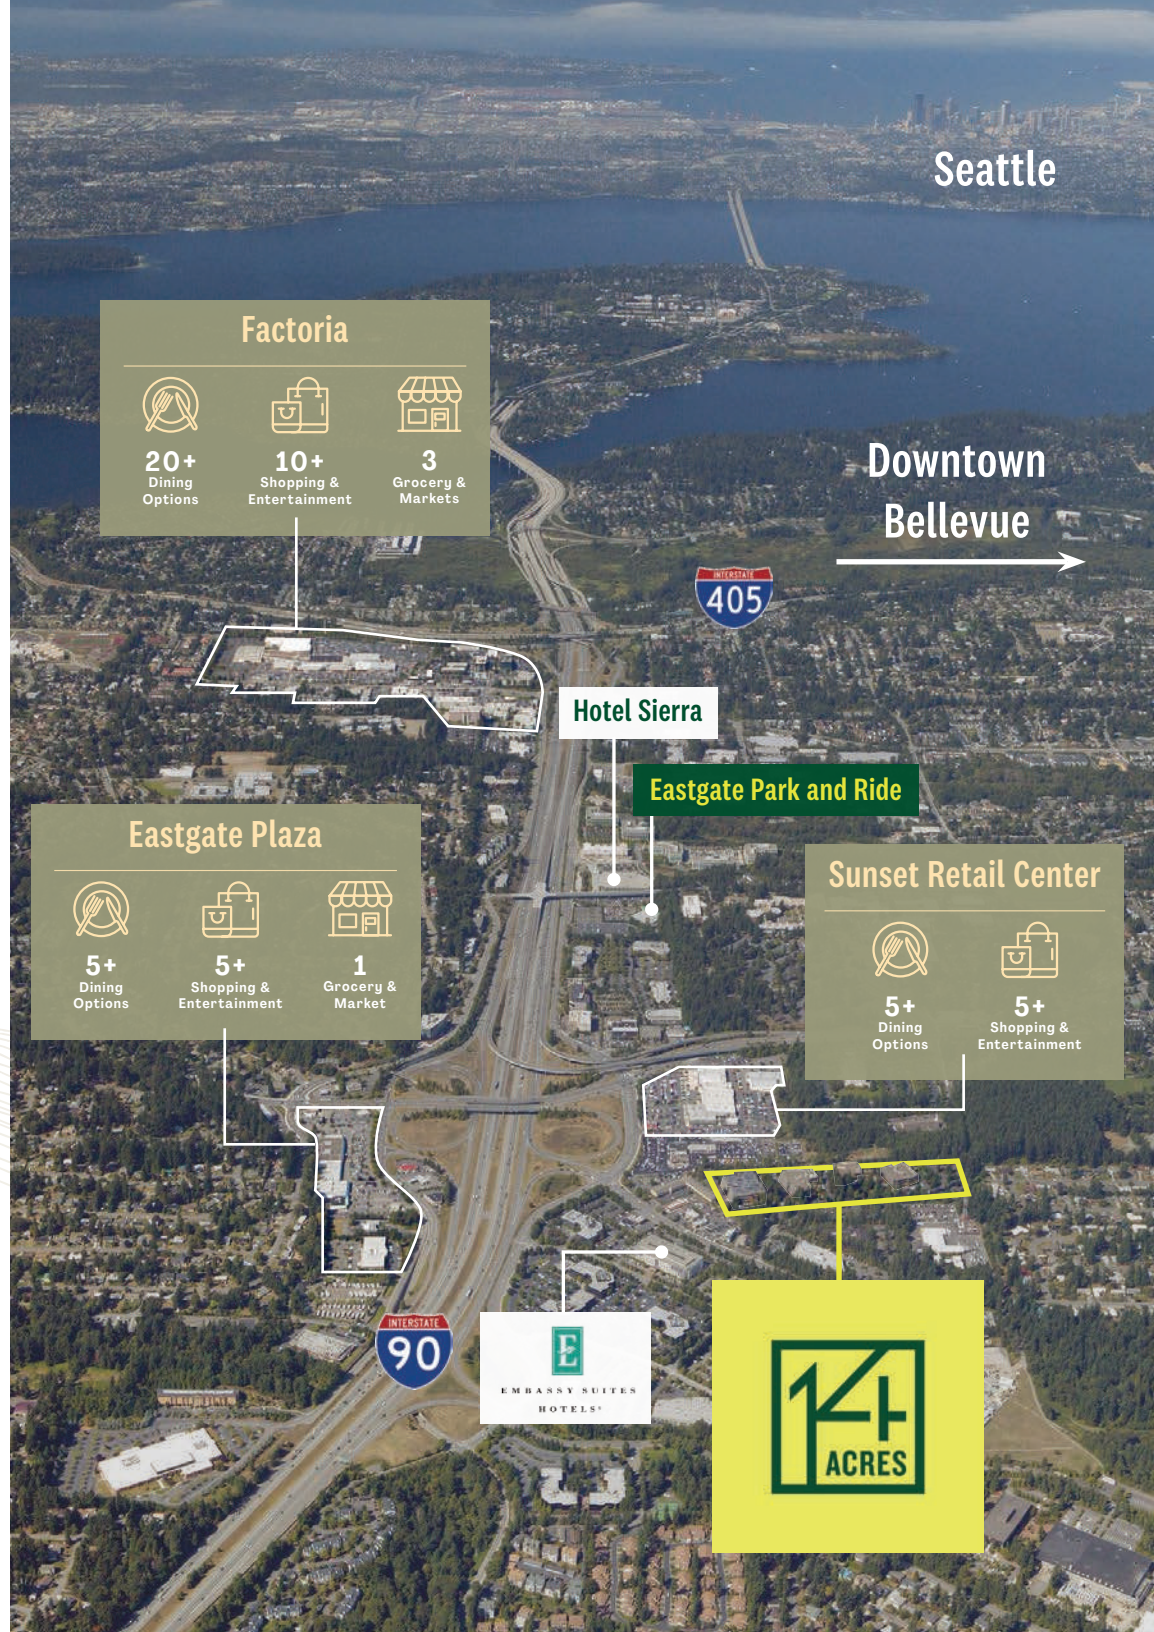 Seattle
Factoria
20+
Dining
Options
10+
Shopping &
Entertainment
3
Grocery &
Markets
Downtown
Bellevue
INTERSTATE
405
Hotel Sierra
Eastgate Park and Ride
Eastgate Plaza
5+
Dining
Options
5+
Shopping &
Entertainment
1
Grocery &
Market
Sunset Retail Center
5+
Dining
Options
5+
Shopping &
Entertainment
INTERSTATE
90
E
EMBASSY SUITES
HOTELS®
14
ACRES